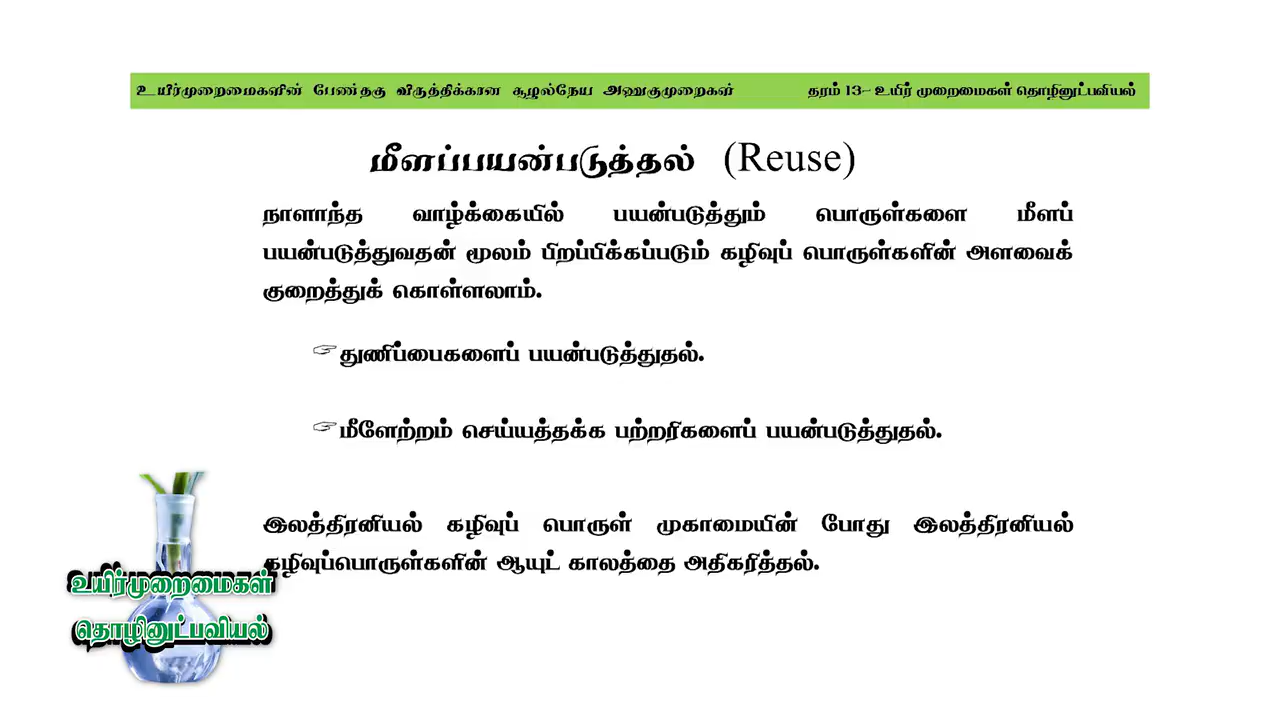 உயிர்முறைமைகளின் பேண்தகு விருத்திக்கான சூழல்நேய அணுகுமுறைகள் தரம் 13– உயிர் முறைமைகள் தொழினுட்பவியல்
மீளப்பயன்படுத்தல் (Reuse)
நாளாந்த வாழ்க்கையில் பயன்படுத்தும் பொருள்களை மீளப்
பயன்படுத்துவதன் மூலம் பிறப்பிக்கப்படும் கழிவுப் பொருள்களின் அளவைக்
குறைத்துக் கொள்ளலாம்.
☞துணிப்பைகளைப் பயன்படுத்துதல்.
☞மீளேற்றம் செய்யத்தக்க பற்றரிகளைப் பயன்படுத்துதல்.
இலத்திரனியல் கழிவுப் பொருள் முகாமையின் போது இலத்திரனியல்
கழிவுப்பொருள்களின் ஆயுட் காலத்தை அதிகரித்தல்.
உயிர்முறைமைகள்
தொழினுட்பவியல்